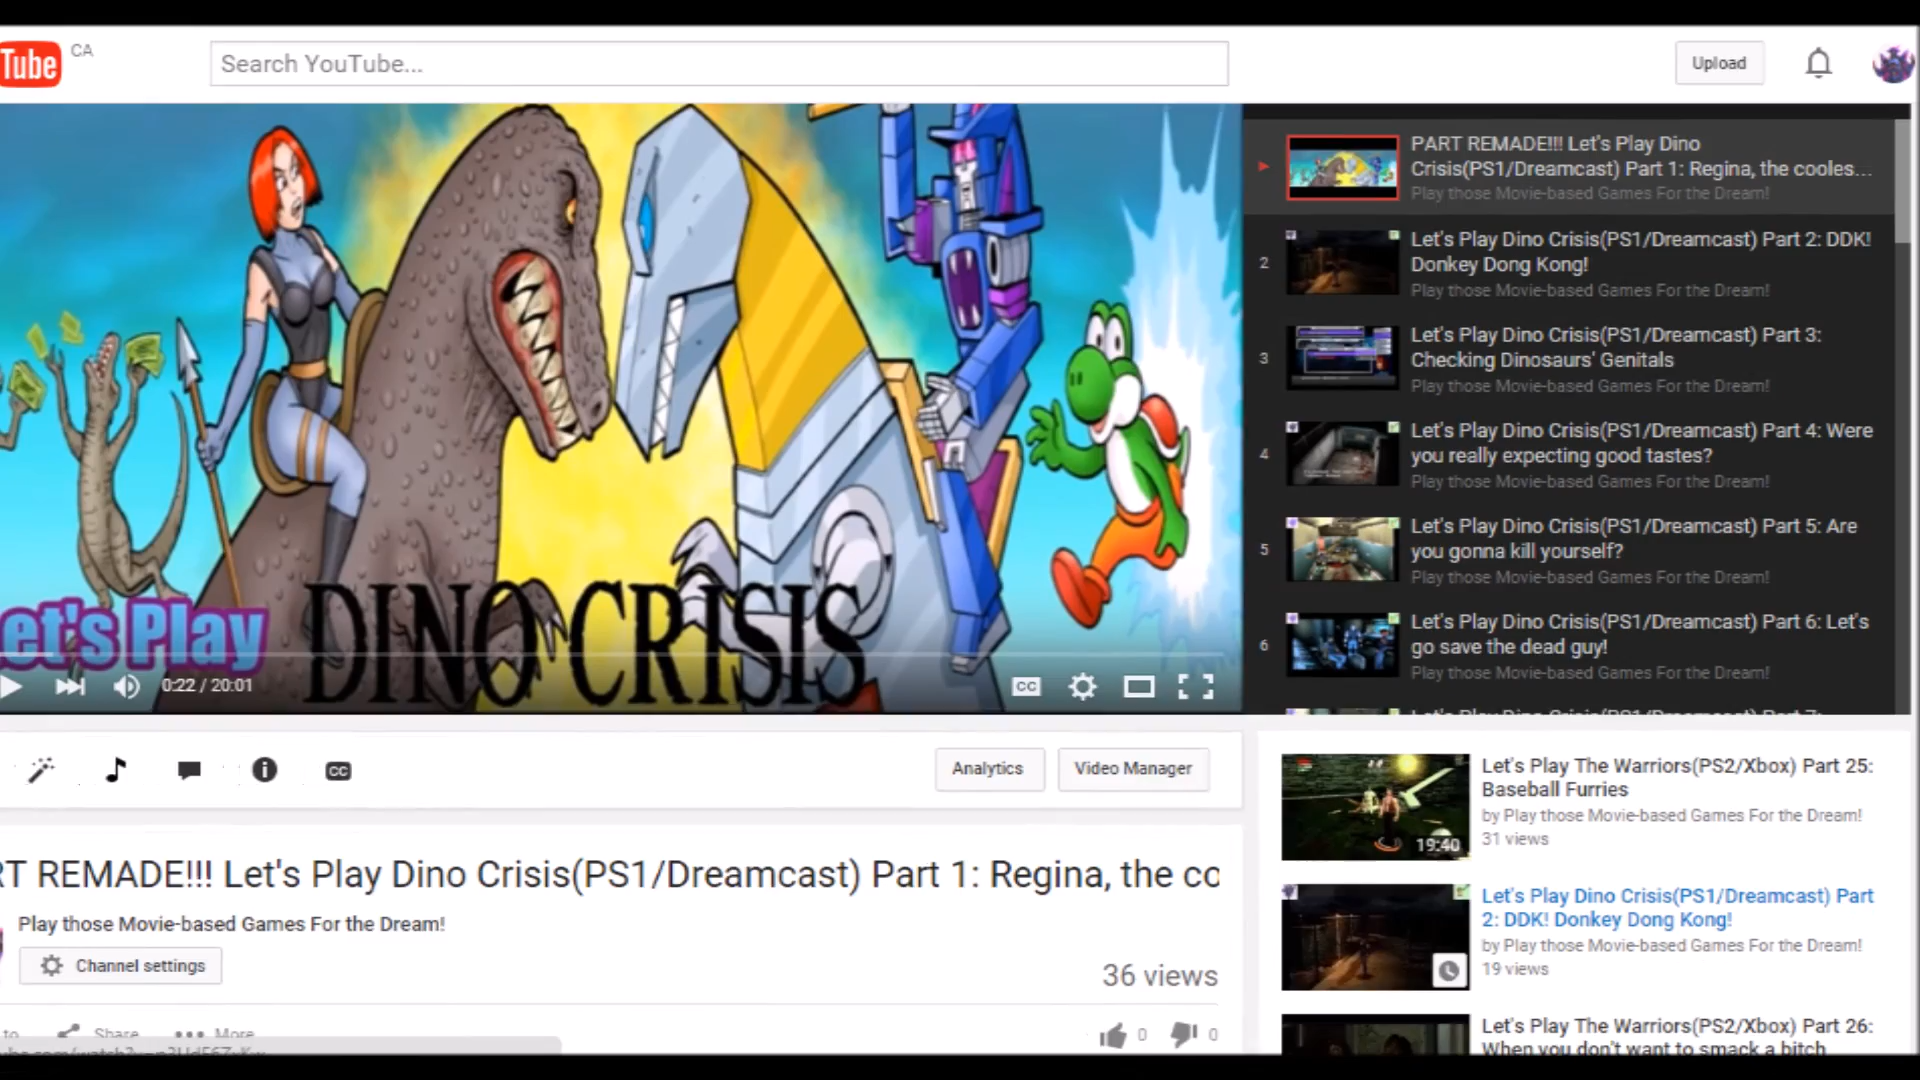 Tube CA
Search YouTube...
Upload
et's Play
DINO CRISIS
0:22 / 20:01
CC
PART REMADE!!! Let's Play Dino
Crisis(PS1/Dreamcast) Part 1: Regina, the cooles...
Play those Movie-based Games For the Dream!
2
Let's Play Dino Crisis(PS1/Dreamcast) Part 2: DDK!
Donkey Dong Kong!
Play those Movie-based Games For the Dream!
3
Let's Play Dino Crisis(PS1/Dreamcast) Part 3:
Checking Dinosaurs' Genitals
Play those Movie-based Games For the Dream!
4
Let's Play Dino Crisis(PS1/Dreamcast) Part 4: Were
you really expecting good tastes?
Play those Movie-based Games For the Dream!
5
Let's Play Dino Crisis(PS1/Dreamcast) Part 5: Are
you gonna kill yourself?
Play those Movie-based Games For the Dream!
6
Let's Play Dino Crisis(PS1/Dreamcast) Part 6: Let's
go save the dead guy!
Play those Movie-based Games For the Dream!
Let's Play Dino Crisis(PS1/Dreamcast) Part 7:
CC
Analytics
Video Manager
RT REMADE!!! Let's Play Dino Crisis(PS1/Dreamcast) Part 1: Regina, the co
Play those Movie-based Games For the Dream!
Channel settings
36 views
to
Share
More
0
0
Let's Play The Warriors(PS2/Xbox) Part 25:
Baseball Furries
by Play those Movie-based Games For the Dream!
31 views
19:40
Let's Play Dino Crisis(PS1/Dreamcast) Part
2: DDK! Donkey Dong Kong!
by Play those Movie-based Games For the Dream!
19 views
Let's Play The Warriors(PS2/Xbox) Part 26:
When you don't want to smack a bitch